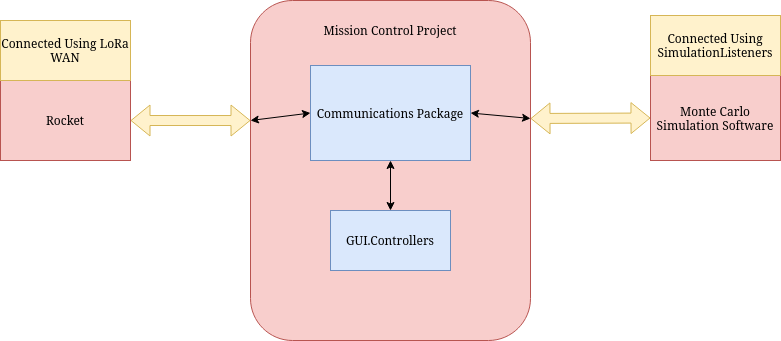 Mission Control Project
Connected Using LoRa
WAN
Rocket
Communications Package
GUI.Controllers
Connected Using
SimulationListeners
Monte Carlo
Simulation Software